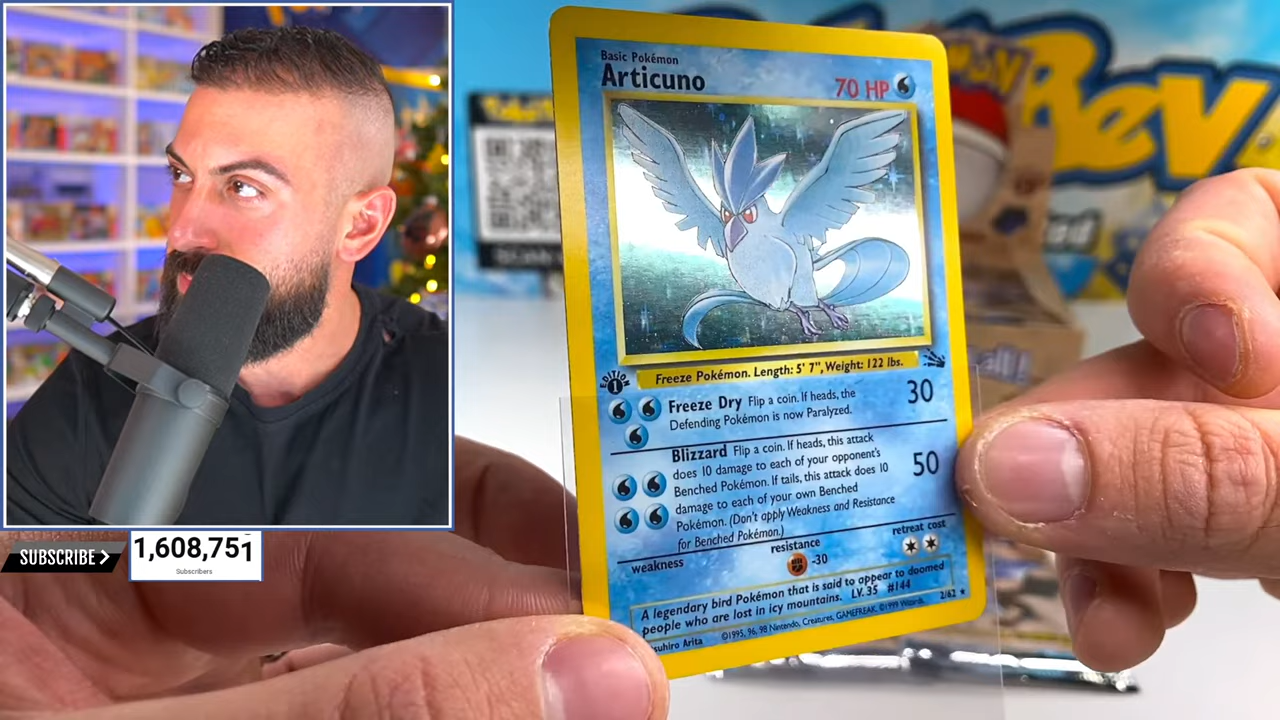 Basic Pokémon
Articuno
70 HP
EDITION
1
Freeze Pokémon. Length: 5' 7", Weight: 122 lbs.
Freeze Dry Flip a coin. If heads, the
Defending Pokémon is now Paralyzed.
30
Blizzard Flip a coin. If heads, this attack
does 10 damage to each of your opponent's
Benched Pokémon. If tails, this attack does 10
damage to each of your own Benched
Pokémon. (Don't apply Weakness and Resistance
for Benched Pokémon.)
50
weakness
resistance
retreat cost
-30
A legendary bird Pokémon that is said to appear to doomed
people who are lost in icy mountains. LV. 35 #144
suhiro Arita
©1995, 96, 98 Nintendo, Creatures, GAMEFREAK. ©1999 Wizards.
2/62
SUBSCRIBE
1,608,751
Subscribers
SCAN